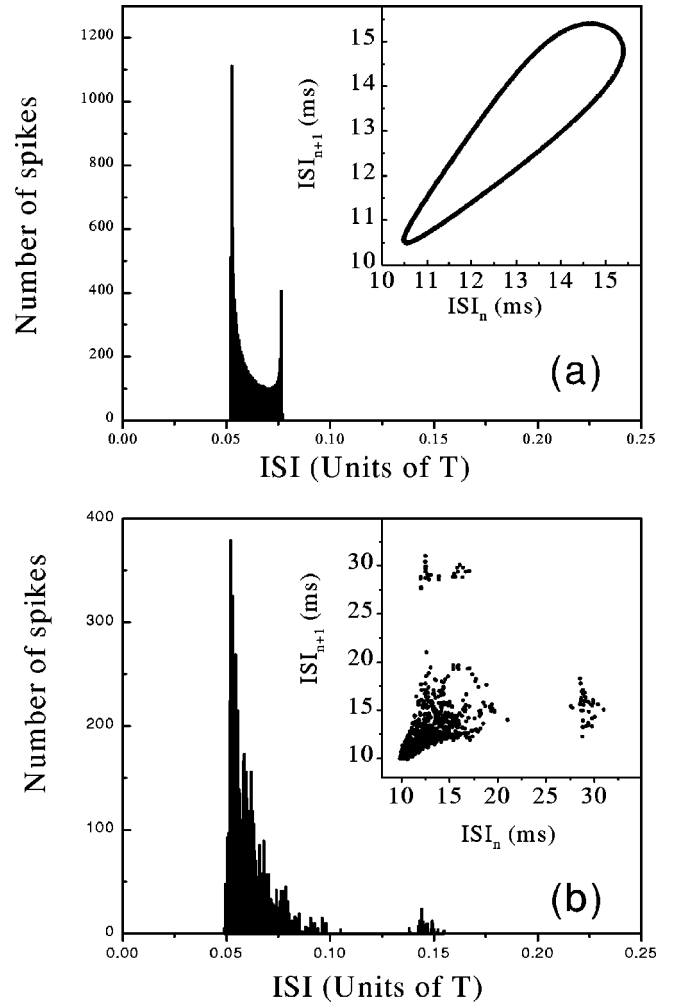 1200
1000
800
600
400
200
0
Number of spikes
0.00 0.05 0.10 0.15 0.20 0.25
ISI (Units of T)
15
14
13
12
11
10
ISIn+1 (ms)
10 11 12 13 14 15
ISIn (ms)
(a)
400
300
200
100
0
Number of spikes
0.00 0.05 0.10 0.15 0.20 0.25
ISI (Units of T)
30
25
20
15
10
ISIn+1 (ms)
10 15 20 25 30
ISIn (ms)
(b)